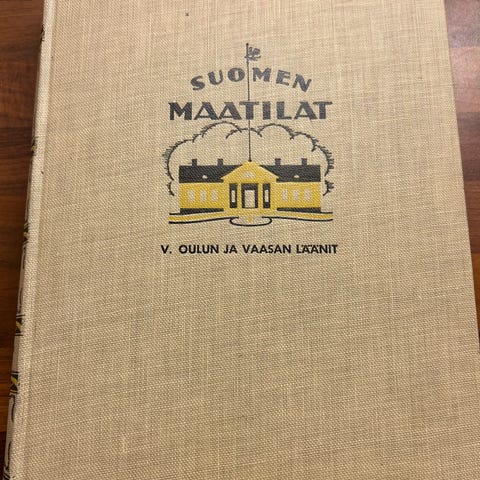 SUOMEN
MAATILAT
V. OULUN JA VAASAN LÄÄNIT